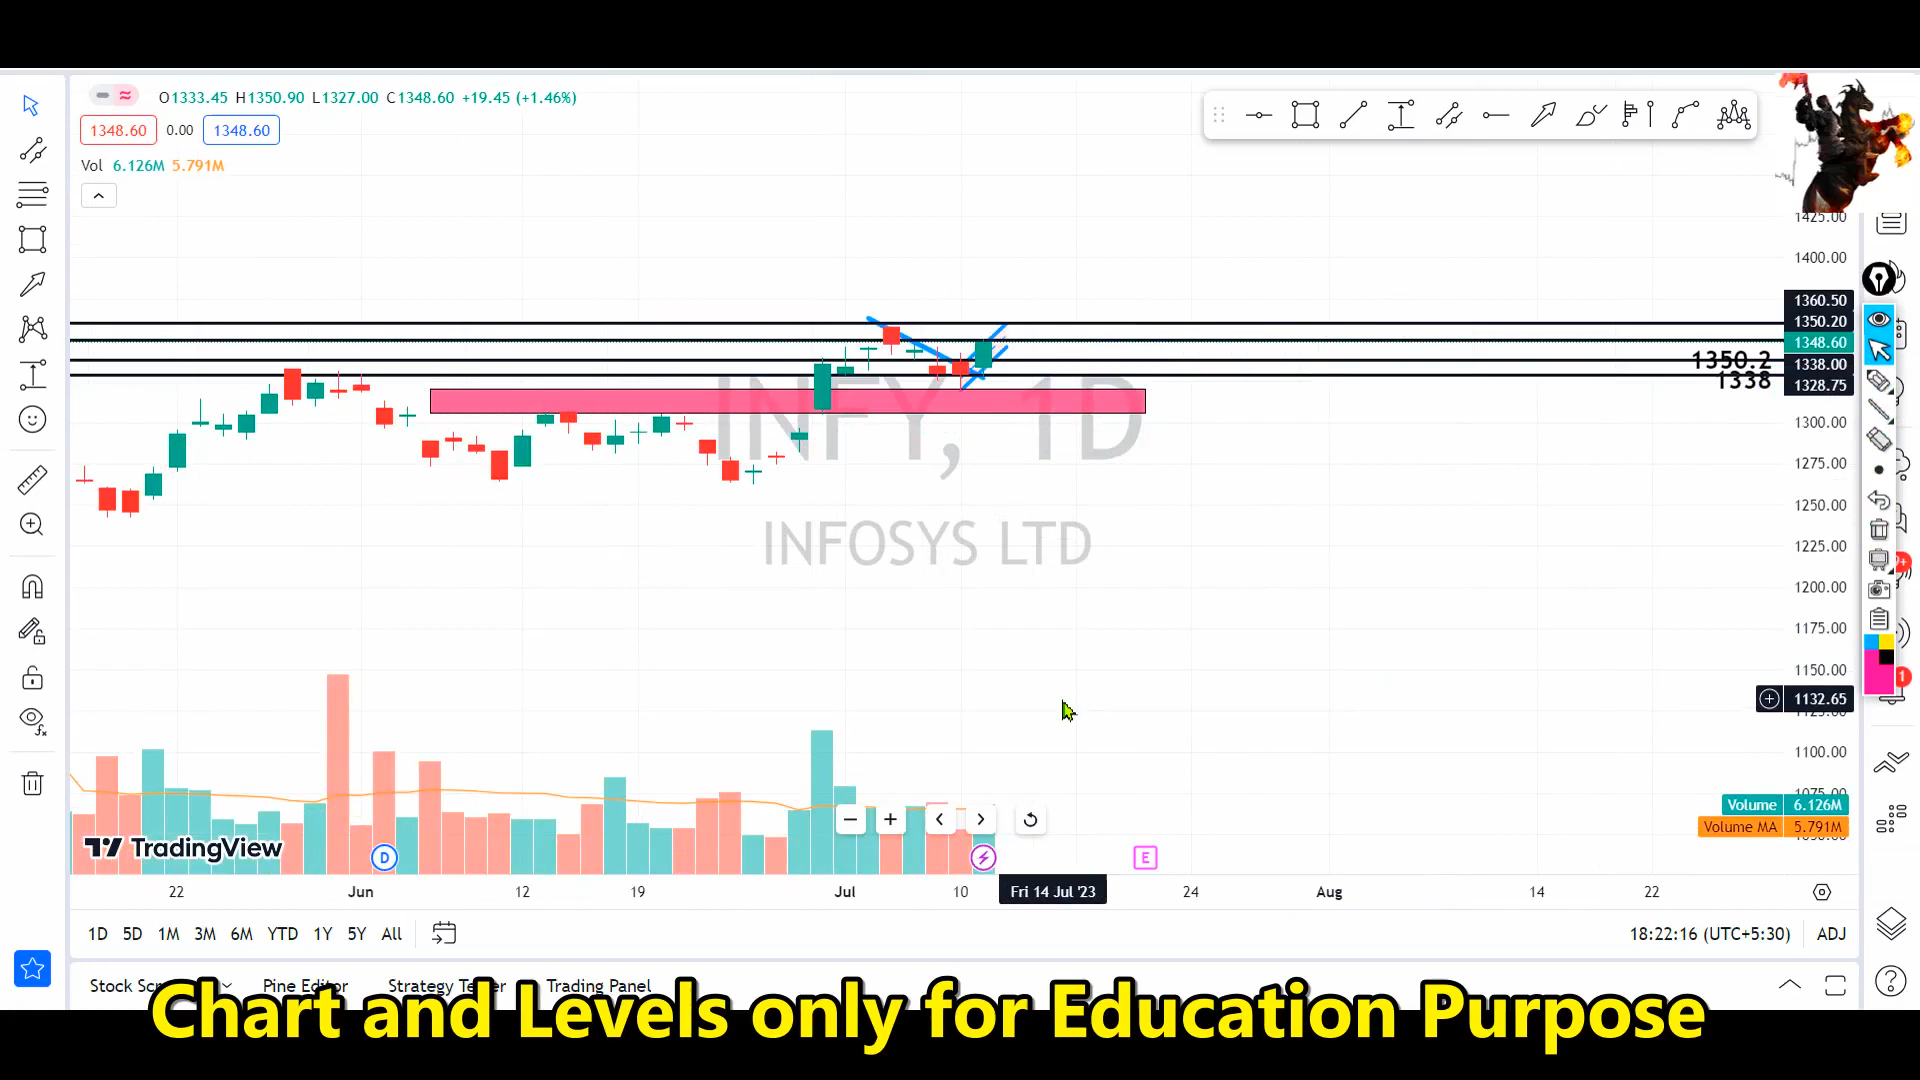 O1333.45 H1350.90 L1327.00 C1348.60 +19.45 (+1.46%)
1348.60 0.00 1348.60
Vol 6.126M 5.791M
1425.00
1400.00
1360.50
1350.20
1348.60
1350.2
1338.00
1338
1328.75
1300.00
1275.00
1250.00
1225.00
1200.00
1175.00
1150.00
1132.65
1100.00
1075.00
INFY, 1D
INFOSYS LTD
Volume 6.126M
Volume MA 5.791M
TradingView
D
E
22 Jun 12 19 Jul 10 Fri 14 Jul '23 24 Aug 14 22
1D 5D 1M 3M 6M YTD 1Y 5Y All
18:22:16 (UTC+5:30) ADJ
Pine Editor Strategy Tester Trading Panel
Chart and Levels only for Education Purpose